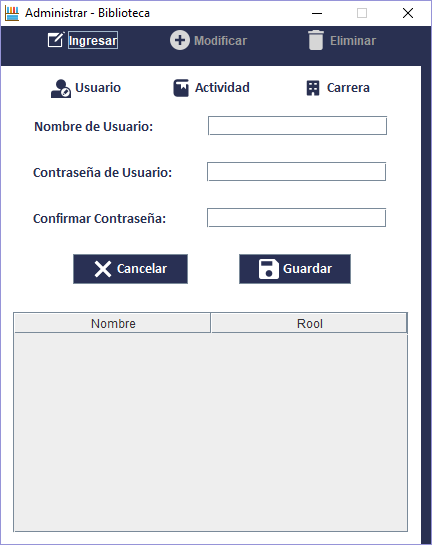 Administrar - Biblioteca
Ingresar Modificar Eliminar
Usuario Actividad Carrera
Nombre de Usuario:
Contraseña de Usuario:
Confirmar Contraseña:
Cancelar Guardar
Nombre Rool